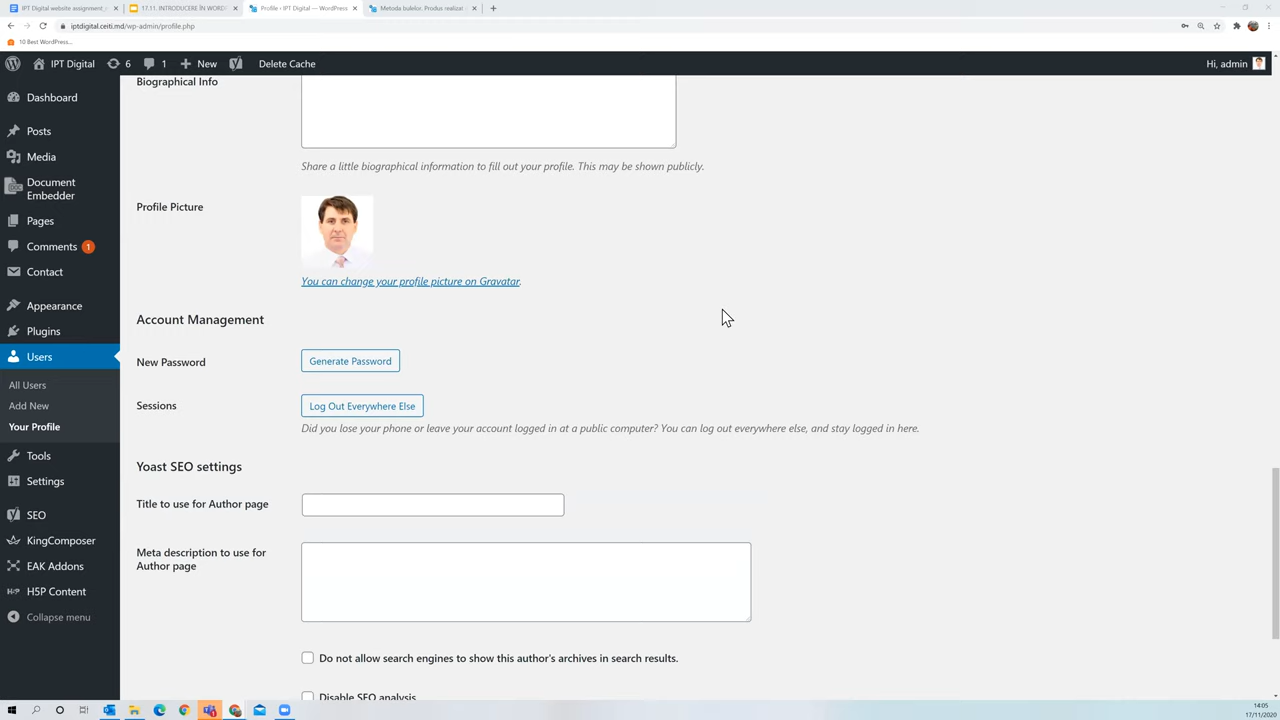 IPT Digital website assignment_
17.11. INTRODUCERE ÎN WORD
Profile ‹ IPT Digital — WordPress
Metoda bulelor. Produs realizat
iptdigital.ceiti.md/wp-admin/profile.php
10 Best WordPress...
IPT Digital
6
1
New
Delete Cache
Hi, admin
Dashboard
Posts
Media
Document
Embedder
Pages
Comments 1
Contact
Appearance
Plugins
Users
All Users
Add New
Your Profile
Tools
Settings
SEO
KingComposer
EAK Addons
H-P H5P Content
Collapse menu
Biographical Info
Share a little biographical information to fill out your profile. This may be shown publicly.
Profile Picture
You can change your profile picture on Gravatar.
Account Management
New Password
Generate Password
Sessions
Log Out Everywhere Else
Did you lose your phone or leave your account logged in at a public computer? You can log out everywhere else, and stay logged in here.
Yoast SEO settings
Title to use for Author page
Meta description to use for
Author page
Do not allow search engines to show this author's archives in search results.
Disable SEO analysis
14:05
17/11/2020